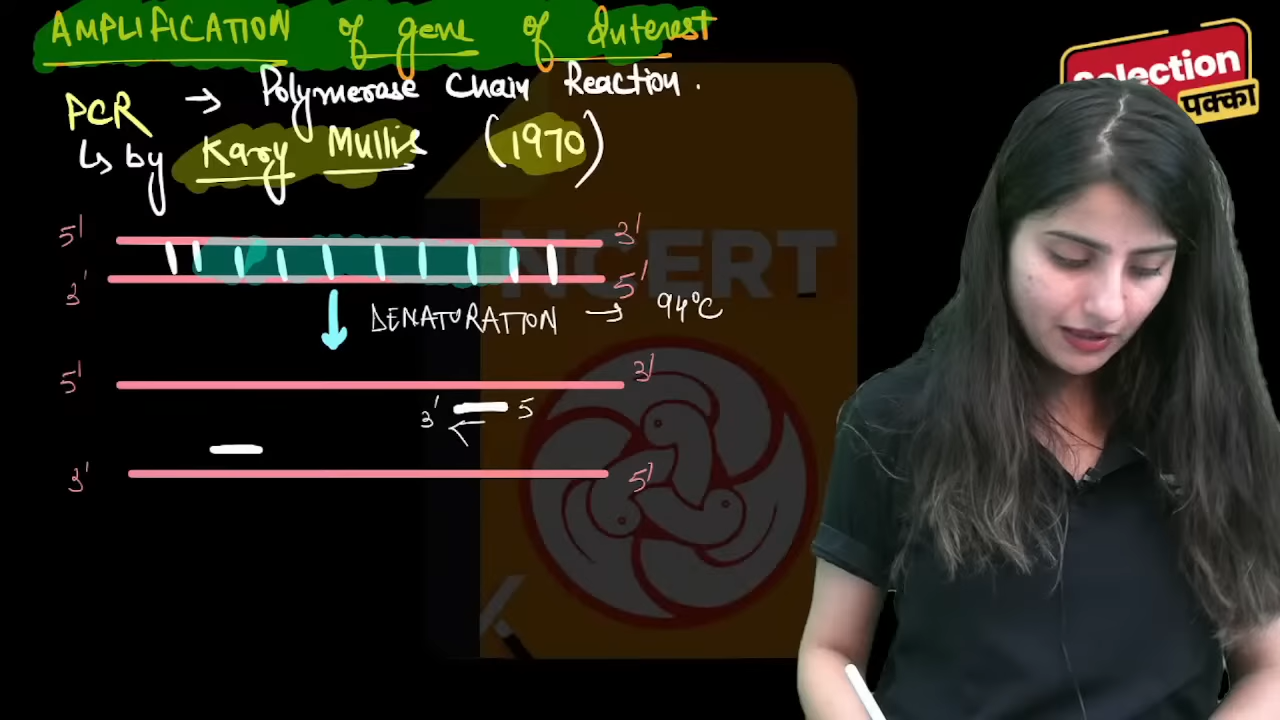 AMPLIFICATION of gene of Interest
Selection
पक्का
PCR → Polymerase Chain Reaction.
↳ by Kary Mullis (1970)
5' 3'
3' 5'
NCERT
DENATURATION → 94°C
5' 3'
3' 5
3' 5'